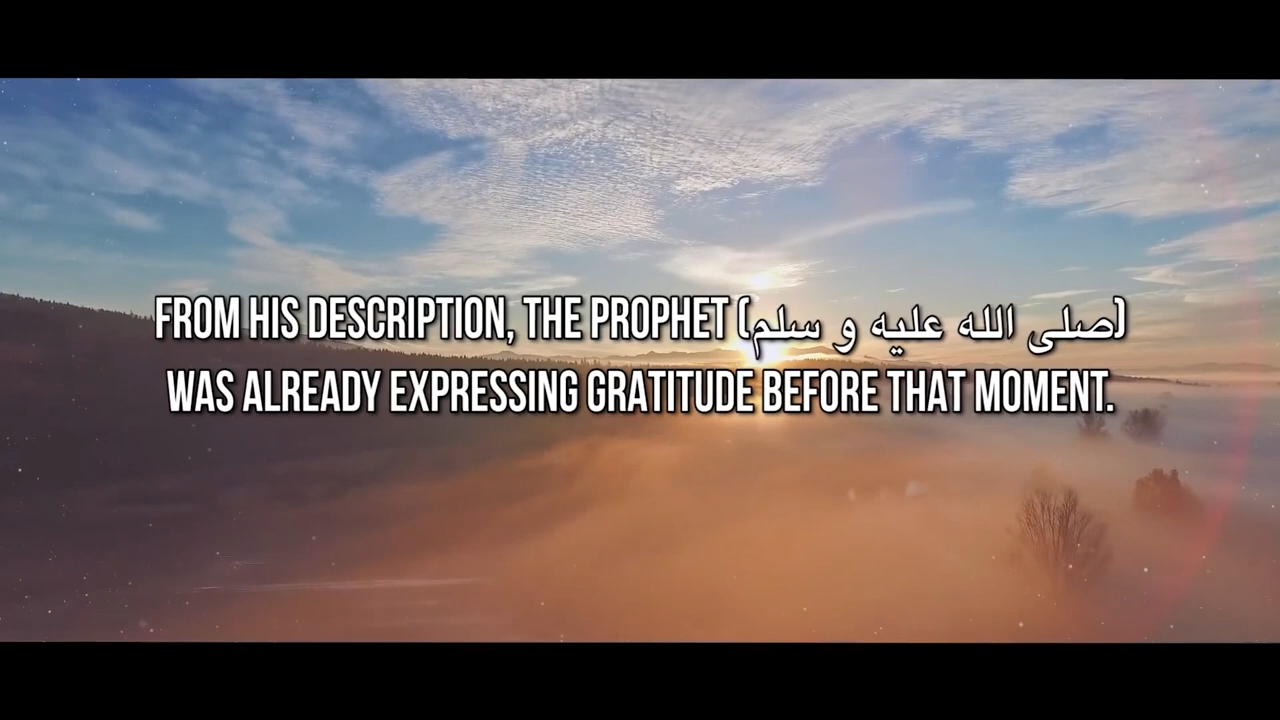 FROM HIS DESCRIPTION, THE PROPHET (صلى الله عليه و سلم)
WAS ALREADY EXPRESSING GRATITUDE BEFORE THAT MOMENT.